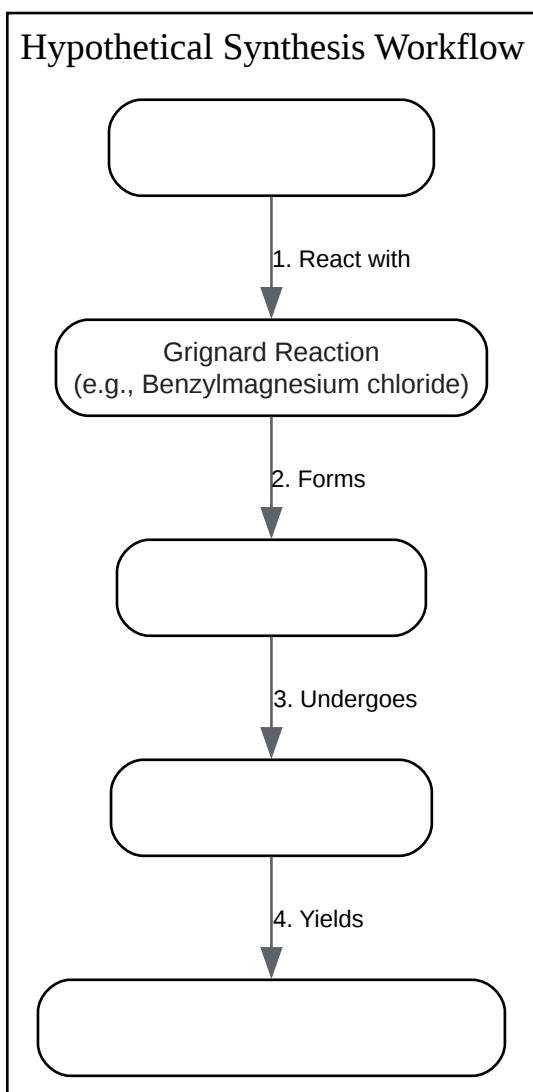 Hypothetical Synthesis Workflow
1. React with
Grignard Reaction
(e.g., Benzylmagnesium chloride)
2. Forms
3. Undergoes
4. Yields